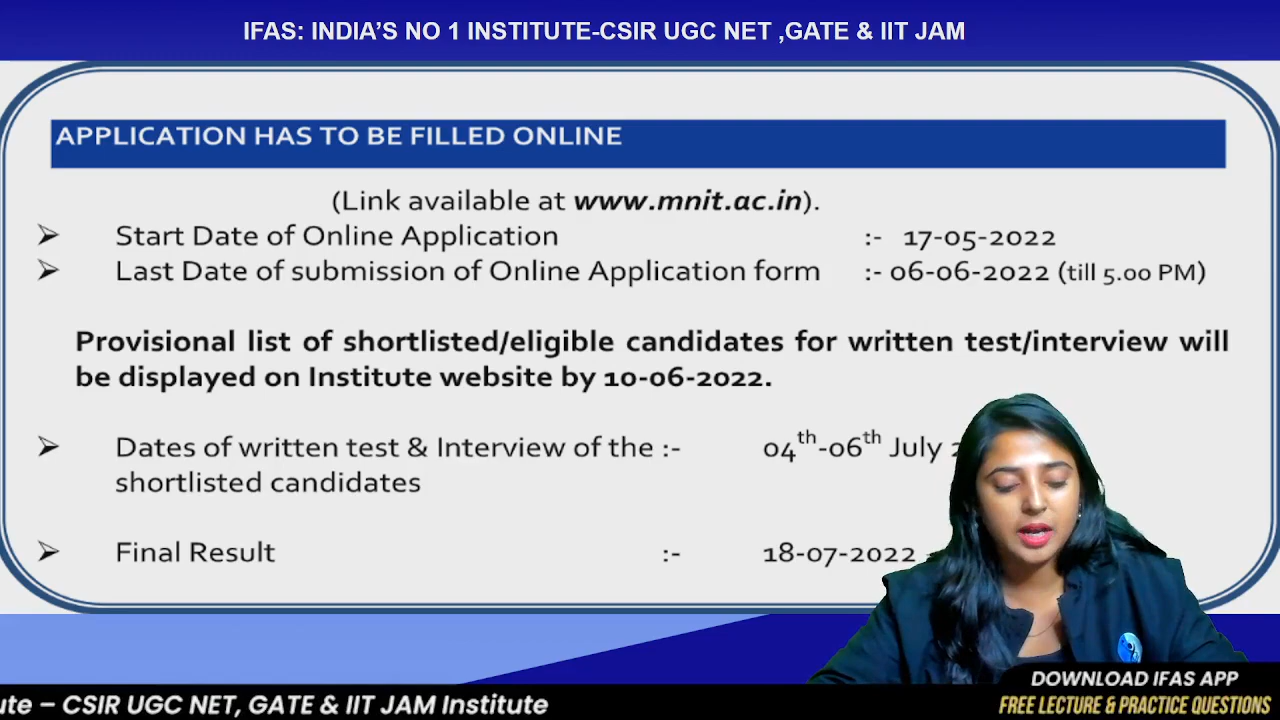 IFAS: INDIA'S NO 1 INSTITUTE-CSIR UGC NET ,GATE & IIT JAM
APPLICATION HAS TO BE FILLED ONLINE
(Link available at www.mnit.ac.in).
➢ Start Date of Online Application :- 17-05-2022
➢ Last Date of submission of Online Application form :- 06-06-2022 (till 5.00 PM)
Provisional list of shortlisted/eligible candidates for written test/interview will
be displayed on Institute website by 10-06-2022.
➢ Dates of written test & Interview of the :- 04th-06th July
shortlisted candidates
➢ Final Result :- 18-07-2022
DOWNLOAD IFAS APP
FREE LECTURE & PRACTICE QUESTIONS
ute – CSIR UGC NET, GATE & IIT JAM Institute